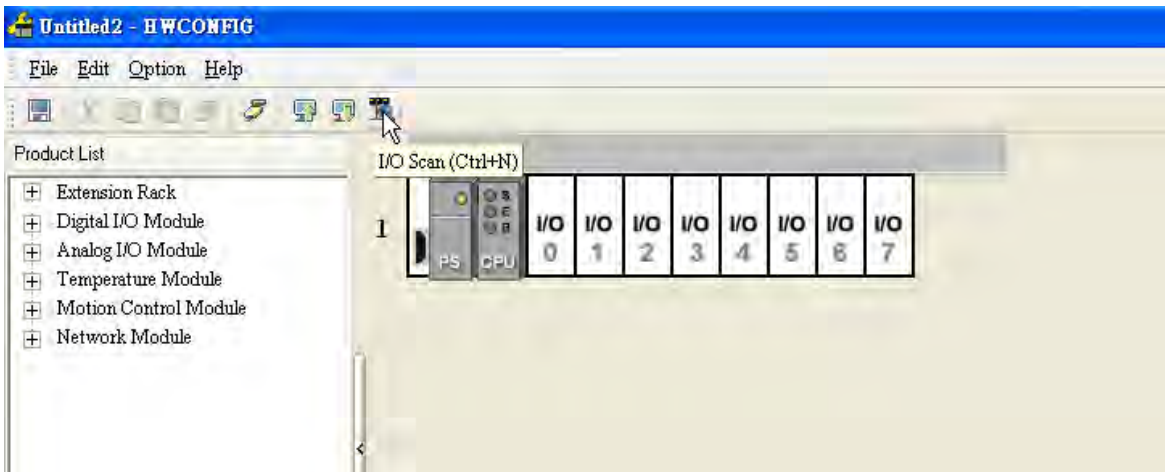 Untitled2 - HWCONFIG
File Edit Option Help
Product List
I/O Scan (Ctrl+N)
Extension Rack
Digital I/O Module
Analog I/O Module
Temperature Module
Motion Control Module
Network Module
1
PS CPU
I/O I/O I/O I/O I/O I/O I/O I/O
0 1 2 3 4 5 6 7